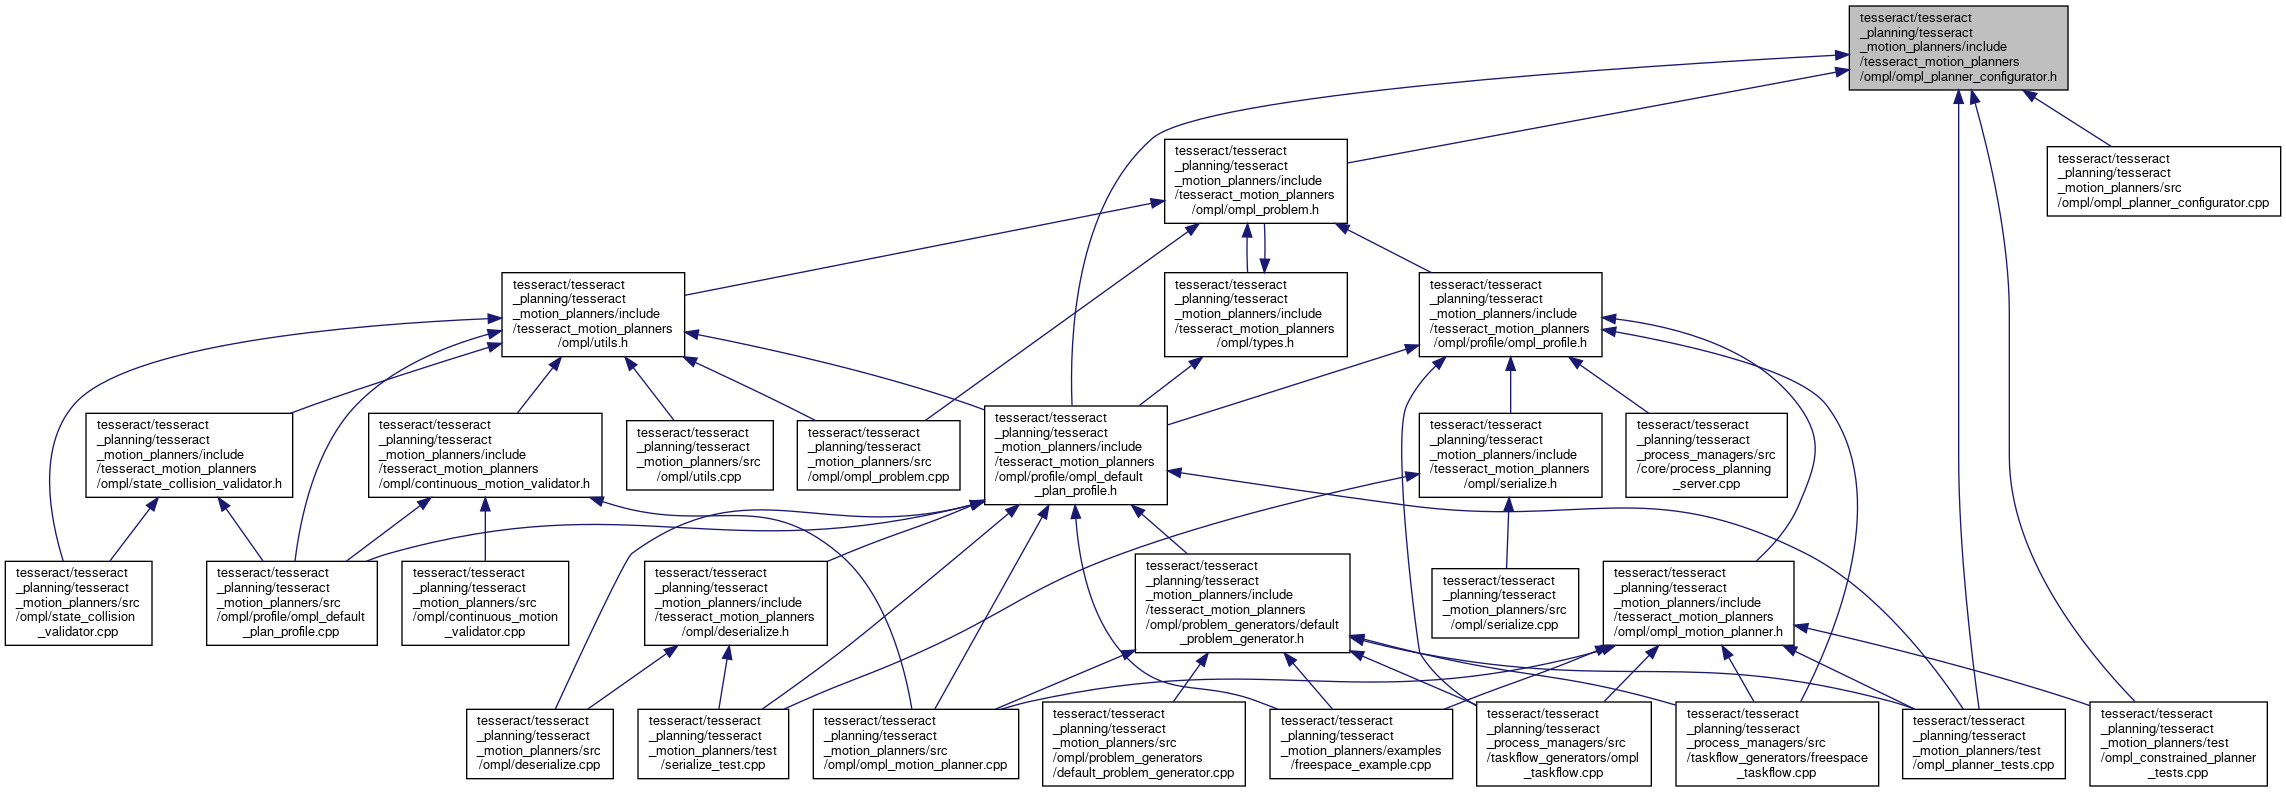 tesseract/tesseract
_planning/tesseract
_motion_planners/include
/tesseract_motion_planners
/ompl/ompl_planner_configurator.h
tesseract/tesseract
_planning/tesseract
_motion_planners/include
/tesseract_motion_planners
/ompl/ompl_problem.h
tesseract/tesseract
_planning/tesseract
_motion_planners/src
/ompl/ompl_planner_configurator.cpp
tesseract/tesseract
_planning/tesseract
_motion_planners/include
/tesseract_motion_planners
/ompl/utils.h
tesseract/tesseract
_planning/tesseract
_motion_planners/include
/tesseract_motion_planners
/ompl/types.h
tesseract/tesseract
_planning/tesseract
_motion_planners/include
/tesseract_motion_planners
/ompl/profile/ompl_profile.h
tesseract/tesseract
_planning/tesseract
_motion_planners/include
/tesseract_motion_planners
/ompl/state_collision_validator.h
tesseract/tesseract
_planning/tesseract
_motion_planners/include
/tesseract_motion_planners
/ompl/continuous_motion_validator.h
tesseract/tesseract
_planning/tesseract
_motion_planners/src
/ompl/utils.cpp
tesseract/tesseract
_planning/tesseract
_motion_planners/src
/ompl/ompl_problem.cpp
tesseract/tesseract
_planning/tesseract
_motion_planners/include
/tesseract_motion_planners
/ompl/profile/ompl_default
_plan_profile.h
tesseract/tesseract
_planning/tesseract
_motion_planners/include
/tesseract_motion_planners
/ompl/serialize.h
tesseract/tesseract
_planning/tesseract
_process_managers/src
/core/process_planning
_server.cpp
tesseract/tesseract
_planning/tesseract
_motion_planners/src
/ompl/state_collision
_validator.cpp
tesseract/tesseract
_planning/tesseract
_motion_planners/src
/ompl/profile/ompl_default
_plan_profile.cpp
tesseract/tesseract
_planning/tesseract
_motion_planners/src
/ompl/continuous_motion
_validator.cpp
tesseract/tesseract
_planning/tesseract
_motion_planners/include
/tesseract_motion_planners
/ompl/deserialize.h
tesseract/tesseract
_planning/tesseract
_motion_planners/include
/tesseract_motion_planners
/ompl/problem_generators/default
_problem_generator.h
tesseract/tesseract
_planning/tesseract
_motion_planners/src
/ompl/serialize.cpp
tesseract/tesseract
_planning/tesseract
_motion_planners/include
/tesseract_motion_planners
/ompl/ompl_motion_planner.h
tesseract/tesseract
_planning/tesseract
_motion_planners/src
/ompl/deserialize.cpp
tesseract/tesseract
_planning/tesseract
_motion_planners/test
/serialize_test.cpp
tesseract/tesseract
_planning/tesseract
_motion_planners/src
/ompl/ompl_motion_planner.cpp
tesseract/tesseract
_planning/tesseract
_motion_planners/src
/ompl/problem_generators
/default_problem_generator.cpp
tesseract/tesseract
_planning/tesseract
_motion_planners/examples
/freespace_example.cpp
tesseract/tesseract
_planning/tesseract
_process_managers/src
/taskflow_generators/ompl
_taskflow.cpp
tesseract/tesseract
_planning/tesseract
_process_managers/src
/taskflow_generators/freespace
_taskflow.cpp
tesseract/tesseract
_planning/tesseract
_motion_planners/test
/ompl_planner_tests.cpp
tesseract/tesseract
_planning/tesseract
_motion_planners/test
/ompl_constrained_planner
_tests.cpp